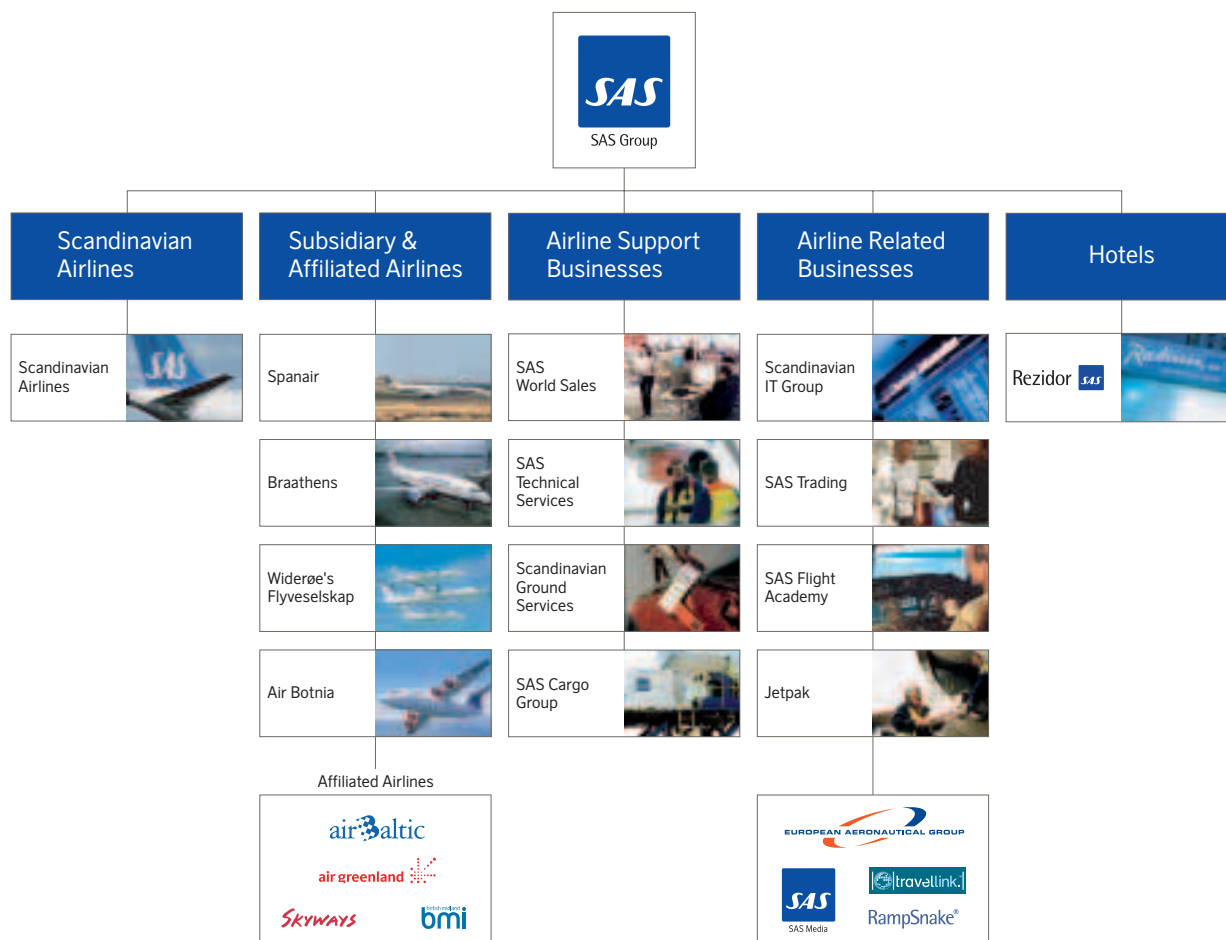 SAS
SAS Group
Scandinavian
Airlines
Subsidiary &
Affiliated Airlines
Airline Support
Businesses
Airline Related
Businesses
Hotels
Scandinavian
Airlines
SAS
Spanair
Braathens
Widerøe's
Flyveselskap
Air Botnia
Affiliated Airlines
airBaltic
air greenland
SKYWAYS
british midland
bmi
SAS
World Sales
SAS
Technical
Services
Scandinavian
Ground
Services
SAS Cargo
Group
Scandinavian
IT Group
SAS Trading
SAS Flight
Academy
Jetpak
EUROPEAN AERONAUTICAL GROUP
SAS
SAS Media
travellink.
RampSnake®
Rezidor SAS